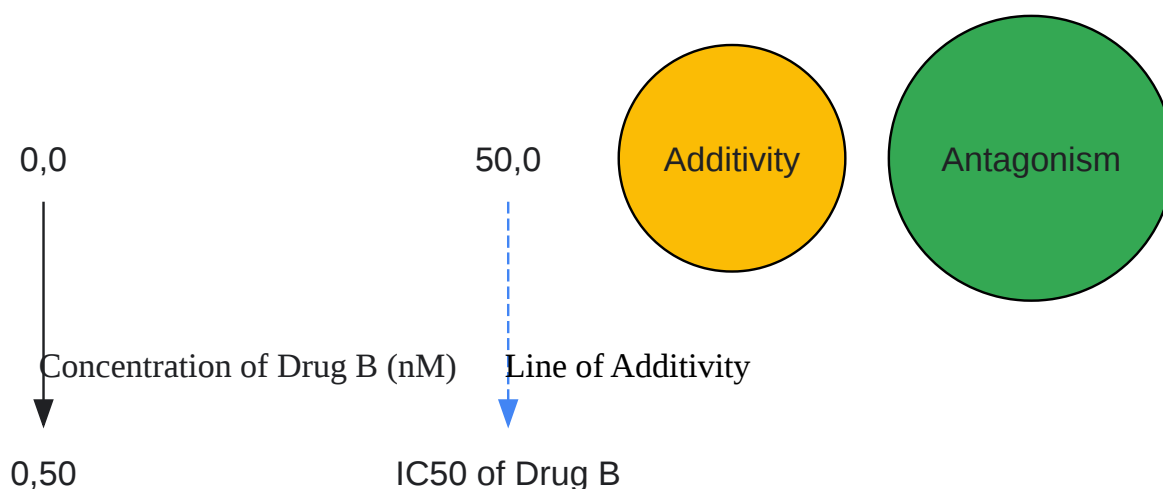 0,0
50,0
Additivity
Antagonism
Concentration of Drug B (nM)
Line of Additivity
0,50
IC50 of Drug B